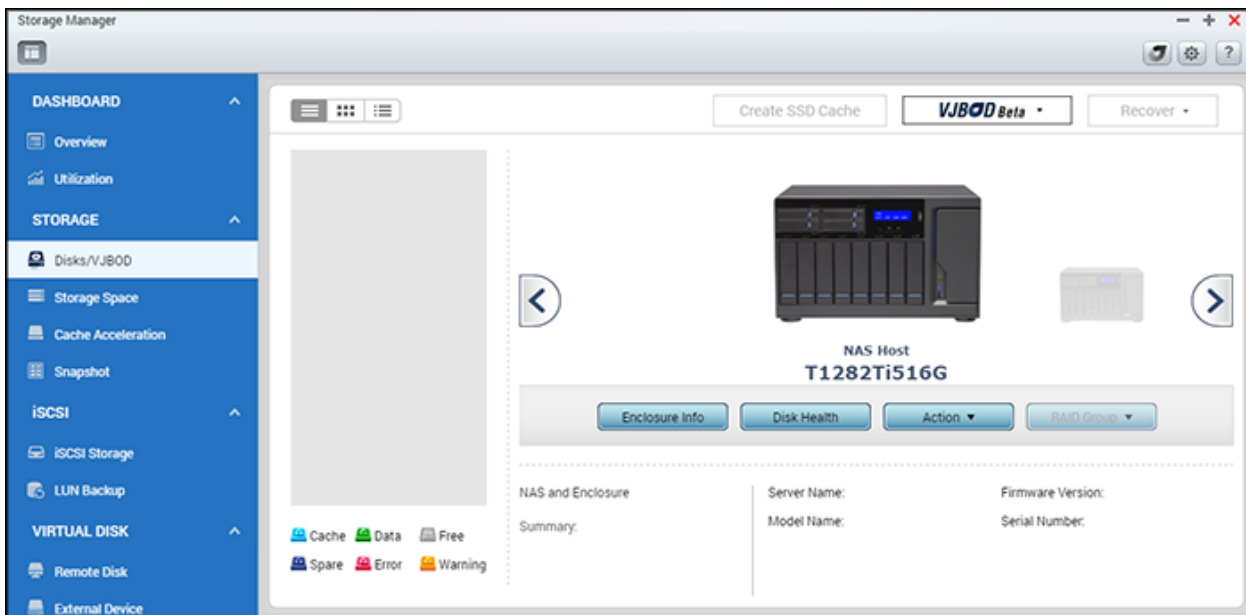 Storage Manager
DASHBOARD
Overview
Utilization
STORAGE
Disks/VJBOD
Storage Space
Cache Acceleration
Snapshot
iSCSI
iSCSI Storage
LUN Backup
VIRTUAL DISK
Remote Disk
External Device
Create SSD Cache
VJBOD Beta
Recover
NAS Host
T1282Ti516G
Enclosure Info
Disk Health
Action
RAID Group
Cache Data Free
Spare Error Warning
NAS and Enclosure
Summary:
Server Name:
Model Name:
Firmware Version:
Serial Number: